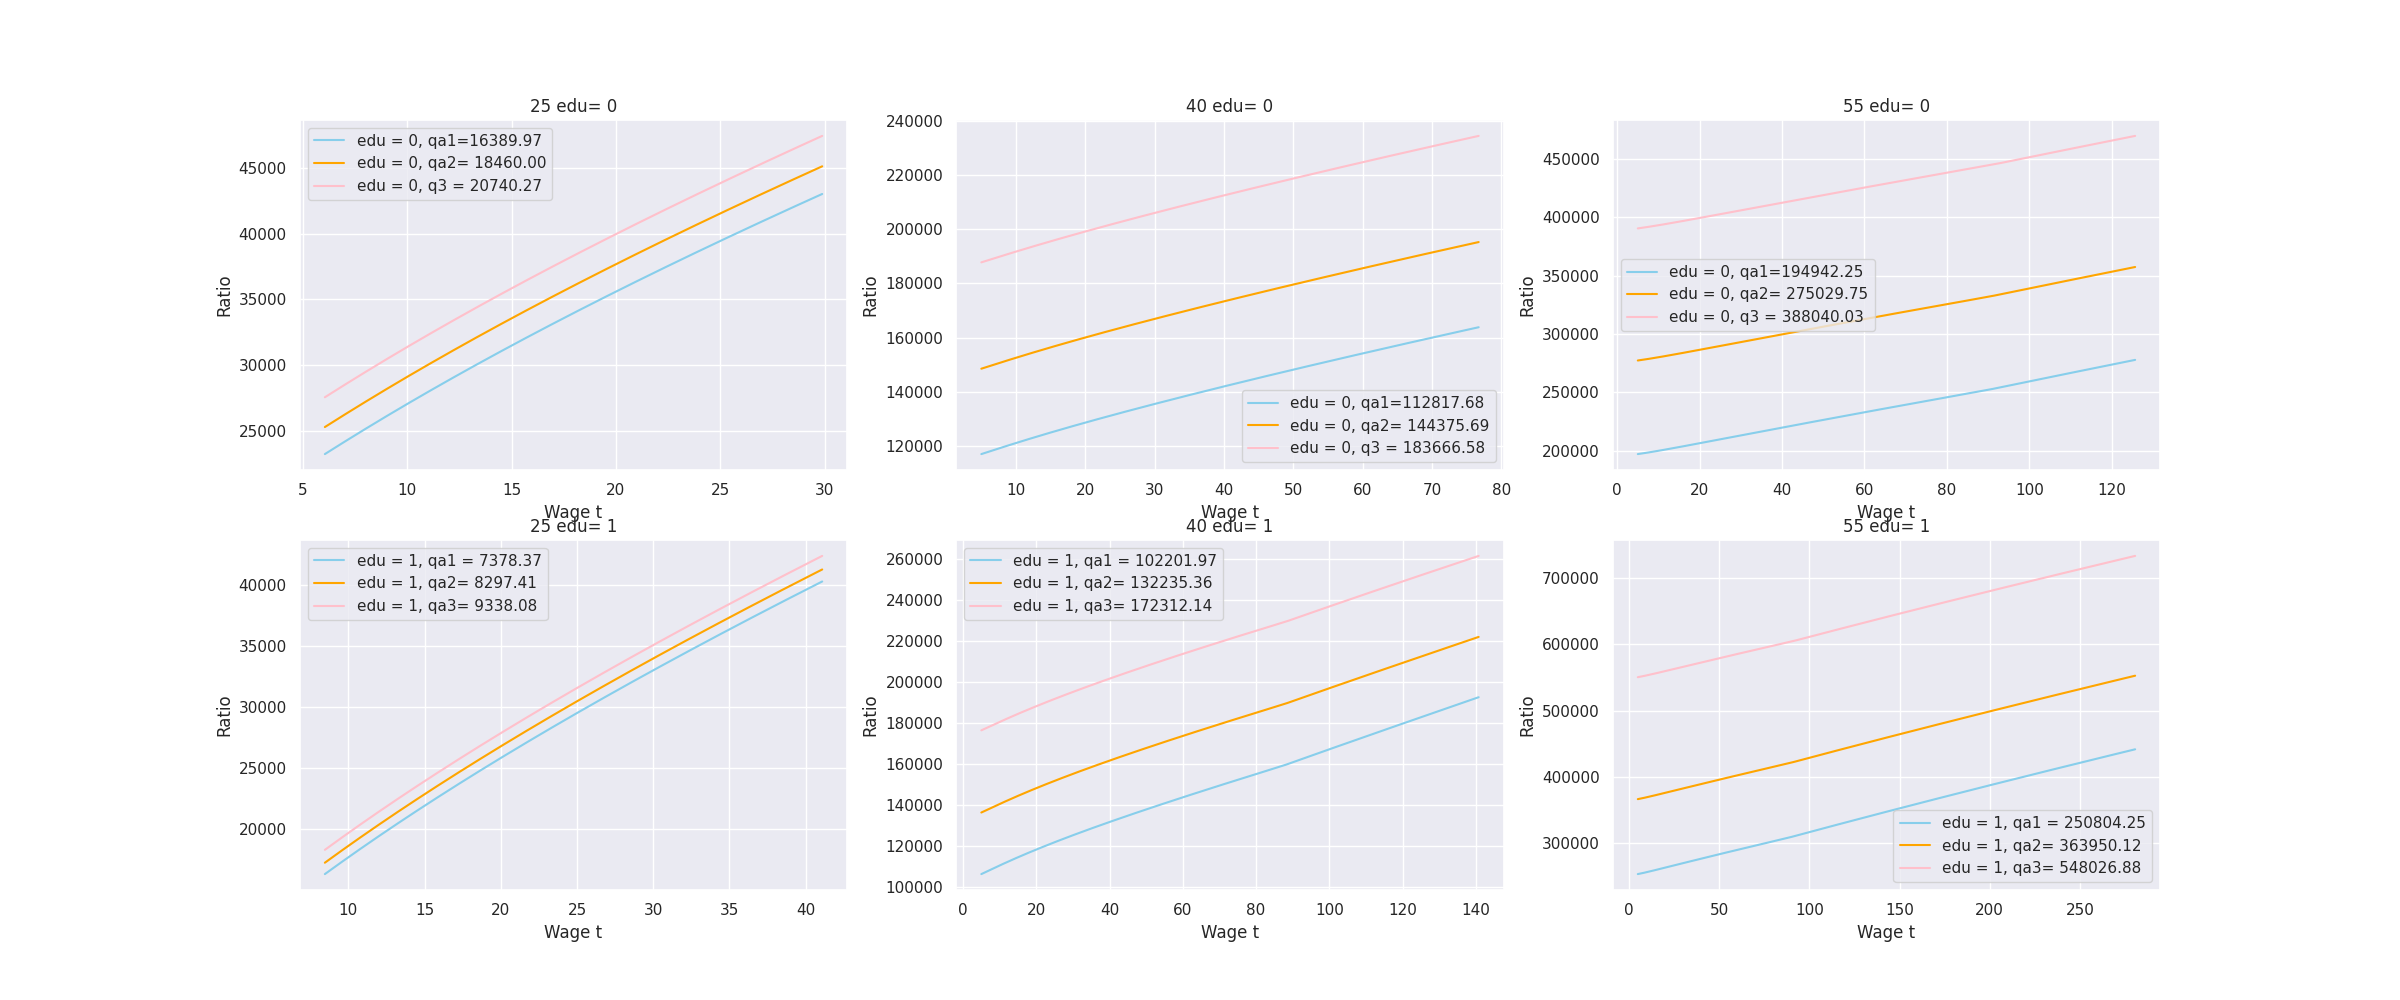 25 edu= 0
edu = 0, qa1=16389.97
edu = 0, qa2= 18460.00
edu = 0, q3 = 20740.27
Ratio
45000
40000
35000
30000
25000
5 10 15 20 25 30
Wage t
40 edu= 0
edu = 0, qa1=112817.68
edu = 0, qa2= 144375.69
edu = 0, q3 = 183666.58
Ratio
240000
220000
200000
180000
160000
140000
120000
10 20 30 40 50 60 70 80
Wage t
55 edu= 0
edu = 0, qa1=194942.25
edu = 0, qa2= 275029.75
edu = 0, q3 = 388040.03
Ratio
450000
400000
350000
300000
250000
200000
0 20 40 60 80 100 120
Wage t
25 edu= 1
edu = 1, qa1 = 7378.37
edu = 1, qa2= 8297.41
edu = 1, qa3= 9338.08
Ratio
40000
35000
30000
25000
20000
10 15 20 25 30 35 40
Wage t
40 edu= 1
edu = 1, qa1 = 102201.97
edu = 1, qa2= 132235.36
edu = 1, qa3= 172312.14
Ratio
260000
240000
220000
200000
180000
160000
140000
120000
100000
0 20 40 60 80 100 120 140
Wage t
55 edu= 1
edu = 1, qa1 = 250804.25
edu = 1, qa2= 363950.12
edu = 1, qa3= 548026.88
Ratio
700000
600000
500000
400000
300000
0 50 100 150 200 250
Wage t